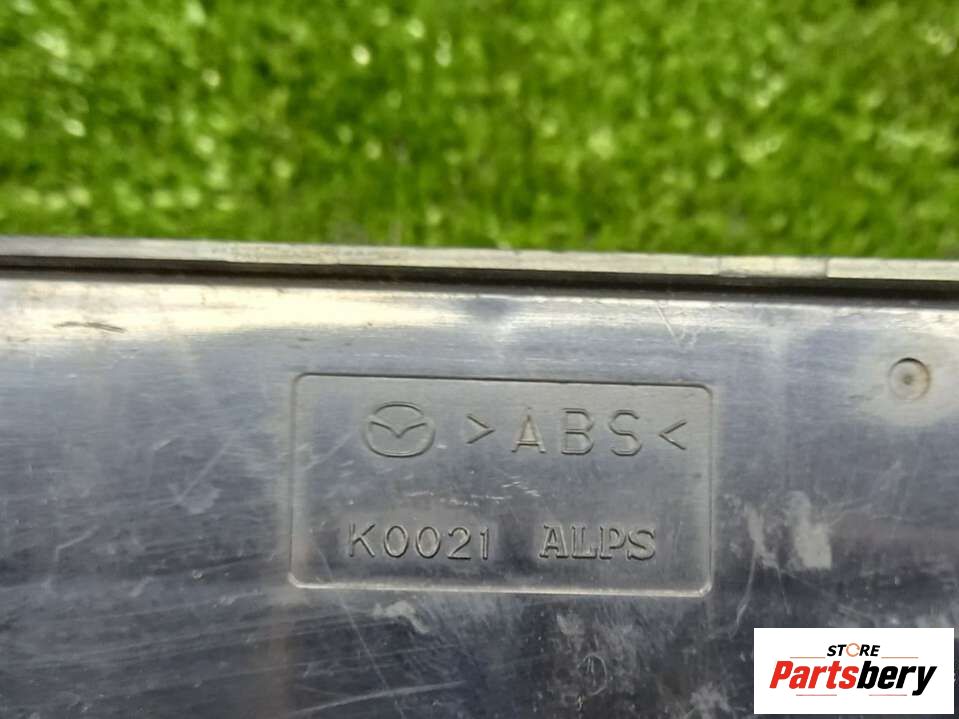 >ABS<
K0021 ALPS
STORE
Partsbery